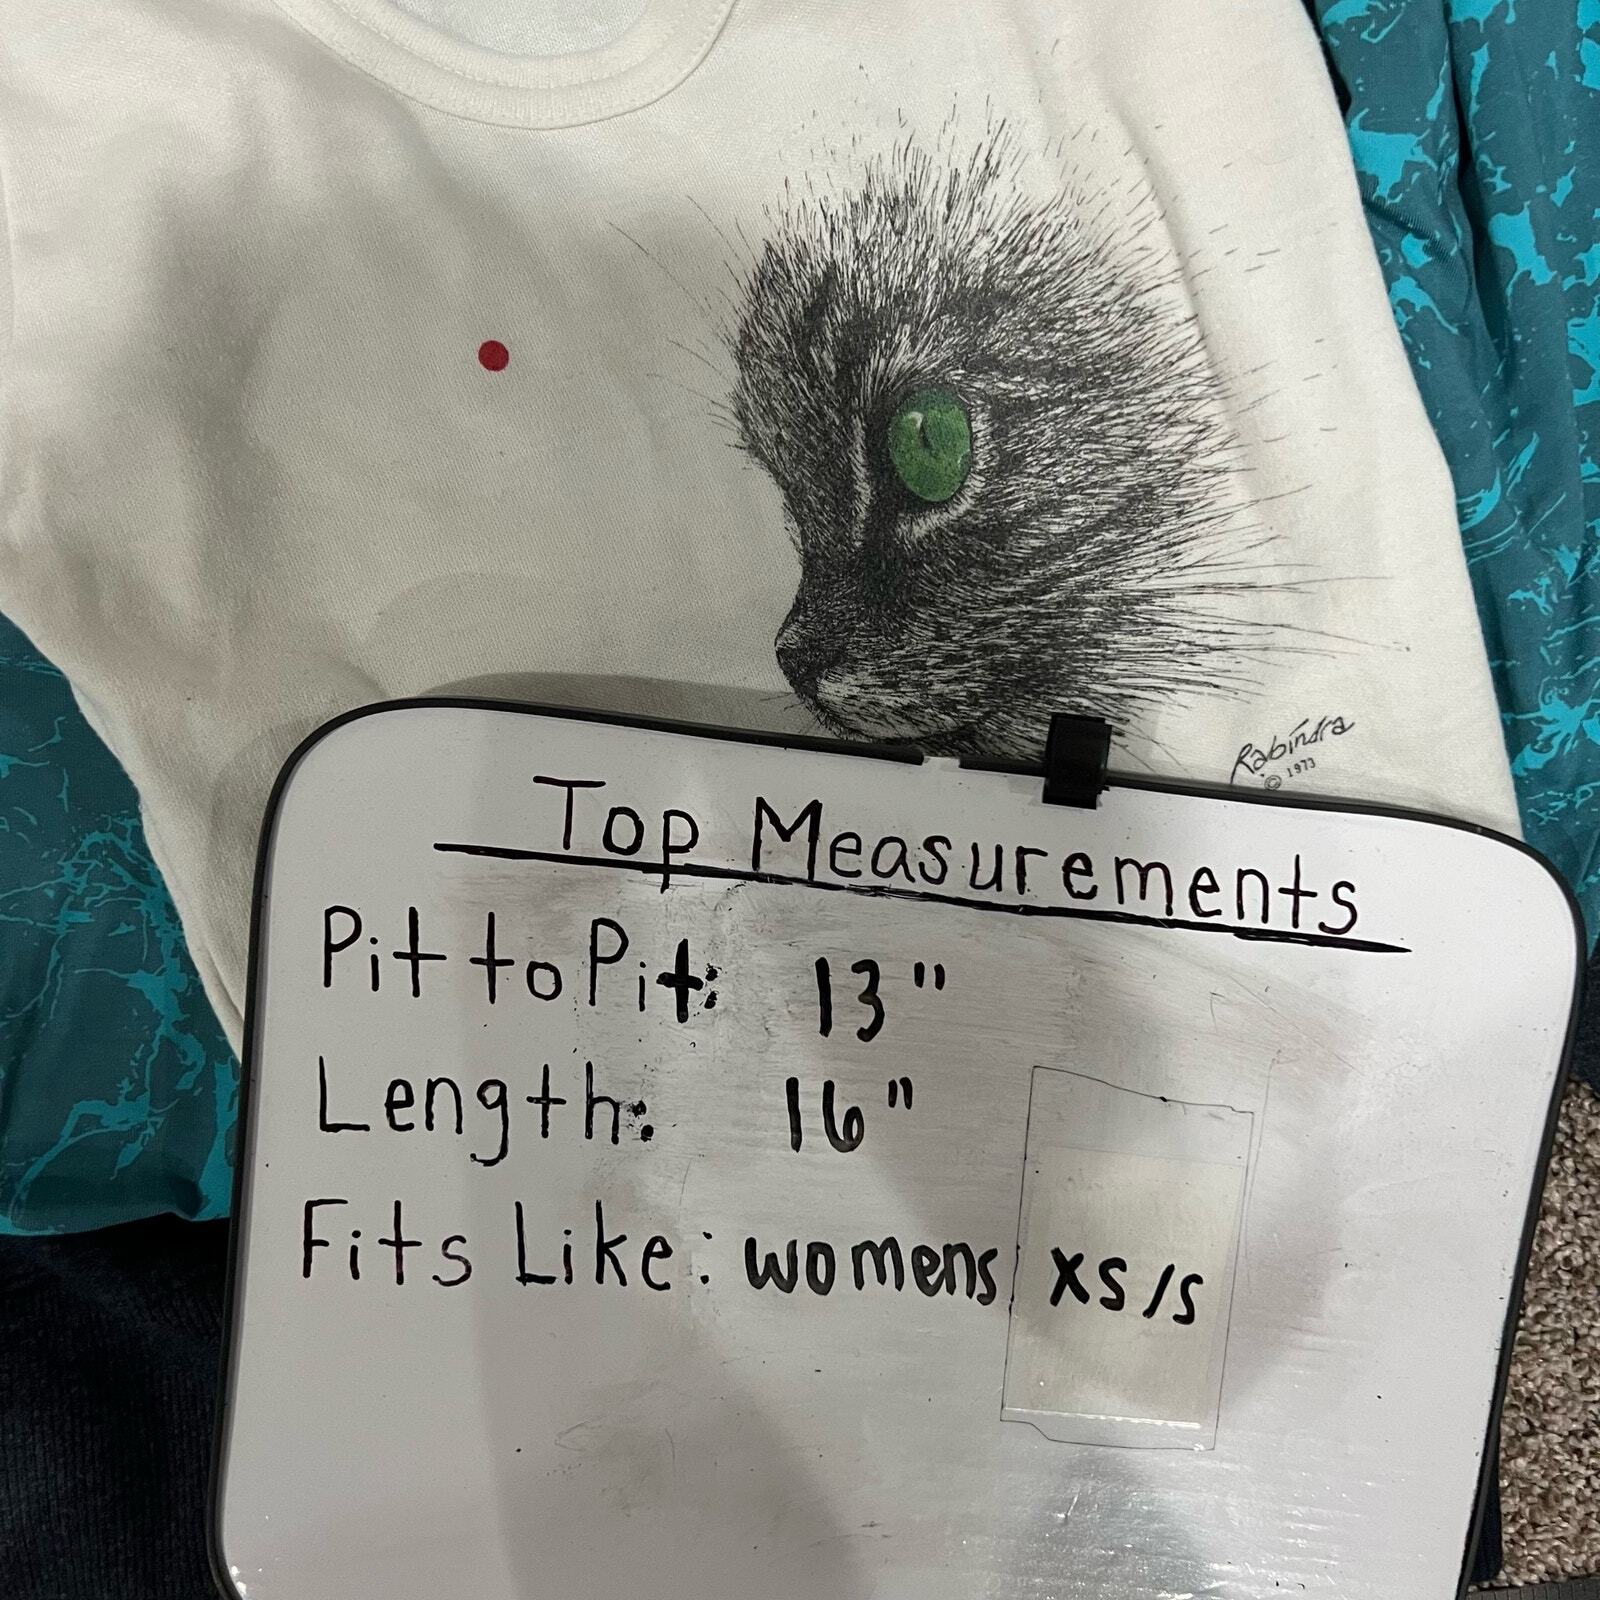 Rabindra
© 1973
Top Measurements
Pit to Pit: 13"
Length: 16"
Fits Like: womens xs/s